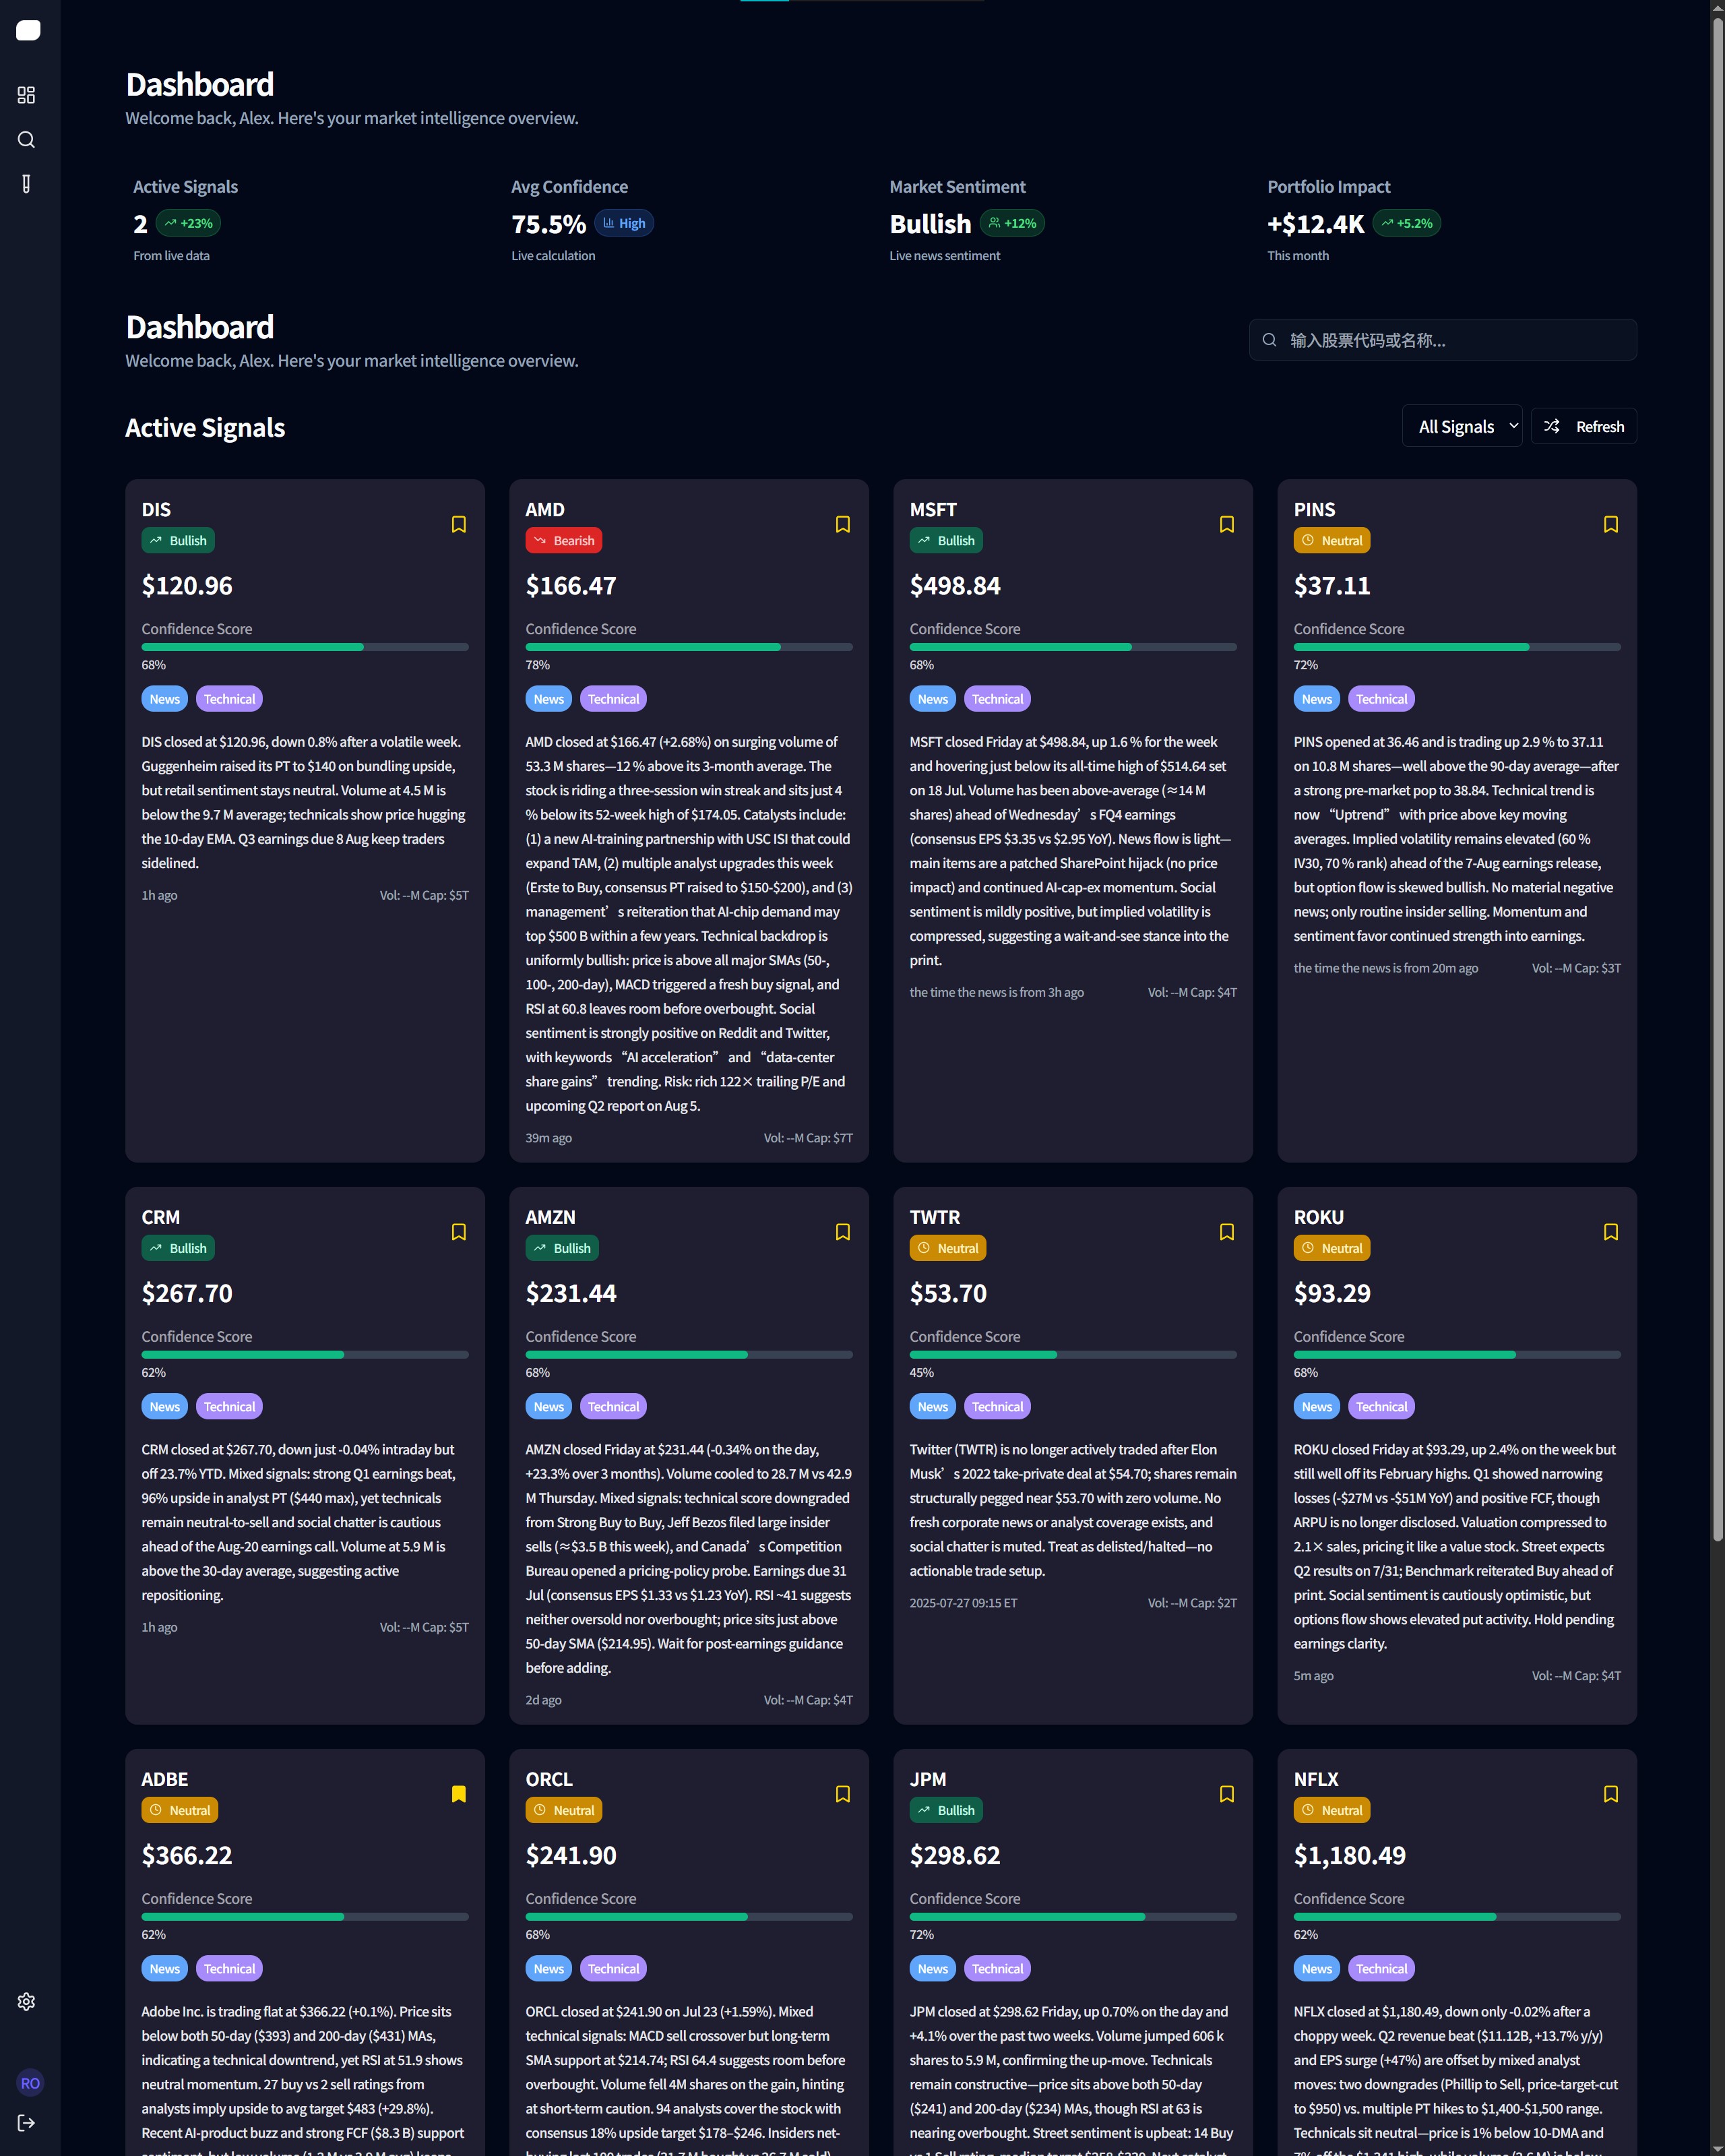 Dashboard
Welcome back, Alex. Here's your market intelligence overview.
Active Signals
2 +23%
From live data
Avg Confidence
75.5% High
Live calculation
Market Sentiment
Bullish +12%
Live news sentiment
Portfolio Impact
+$12.4K +5.2%
This month
Dashboard
Welcome back, Alex. Here's your market intelligence overview.
输入股票代码或名称...
Active Signals
All Signals
Refresh
DIS
Bullish
$120.96
Confidence Score
68%
News Technical
DIS closed at $120.96, down 0.8% after a volatile week.
Guggenheim raised its PT to $140 on bundling upside,
but retail sentiment stays neutral. Volume at 4.5 M is
below the 9.7 M average; technicals show price hugging
the 10-day EMA. Q3 earnings due 8 Aug keep traders
sidelined.
1h ago Vol: --M Cap: $5T
AMD
Bearish
$166.47
Confidence Score
78%
News Technical
AMD closed at $166.47 (+2.68%) on surging volume of
53.3 M shares—12 % above its 3-month average. The
stock is riding a three-session win streak and sits just 4
% below its 52-week high of $174.05. Catalysts include:
(1) a new AI-training partnership with USC ISI that could
expand TAM, (2) multiple analyst upgrades this week
(Erste to Buy, consensus PT raised to $150-$200), and (3)
management’s reiteration that AI-chip demand may
top $500 B within a few years. Technical backdrop is
uniformly bullish: price is above all major SMAs (50-,
100-, 200-day), MACD triggered a fresh buy signal, and
RSI at 60.8 leaves room before overbought. Social
sentiment is strongly positive on Reddit and Twitter,
with keywords “AI acceleration” and “data-center
share gains” trending. Risk: rich 122× trailing P/E and
upcoming Q2 report on Aug 5.
39m ago Vol: --M Cap: $7T
MSFT
Bullish
$498.84
Confidence Score
68%
News Technical
MSFT closed Friday at $498.84, up 1.6 % for the week
and hovering just below its all-time high of $514.64 set
on 18 Jul. Volume has been above-average (≈14 M
shares) ahead of Wednesday’s FQ4 earnings
(consensus EPS $3.35 vs $2.95 YoY). News flow is light—
main items are a patched SharePoint hijack (no price
impact) and continued AI-cap-ex momentum. Social
sentiment is mildly positive, but implied volatility is
compressed, suggesting a wait-and-see stance into the
print.
the time the news is from 3h ago Vol: --M Cap: $4T
PINS
Neutral
$37.11
Confidence Score
72%
News Technical
PINS opened at 36.46 and is trading up 2.9 % to 37.11
on 10.8 M shares—well above the 90-day average—after
a strong pre-market pop to 38.84. Technical trend is
now “Uptrend” with price above key moving
averages. Implied volatility remains elevated (60 %
IV30, 70 % rank) ahead of the 7-Aug earnings release,
but option flow is skewed bullish. No material negative
news; only routine insider selling. Momentum and
sentiment favor continued strength into earnings.
the time the news is from 20m ago Vol: --M Cap: $3T
CRM
Bullish
$267.70
Confidence Score
62%
News Technical
CRM closed at $267.70, down just -0.04% intraday but
off 23.7% YTD. Mixed signals: strong Q1 earnings beat,
96% upside in analyst PT ($440 max), yet technicals
remain neutral-to-sell and social chatter is cautious
ahead of the Aug-20 earnings call. Volume at 5.9 M is
above the 30-day average, suggesting active
repositioning.
1h ago Vol: --M Cap: $5T
AMZN
Bullish
$231.44
Confidence Score
68%
News Technical
AMZN closed Friday at $231.44 (-0.34% on the day,
+23.3% over 3 months). Volume cooled to 28.7 M vs 42.9
M Thursday. Mixed signals: technical score downgraded
from Strong Buy to Buy, Jeff Bezos filed large insider
sells (≈$3.5 B this week), and Canada’s Competition
Bureau opened a pricing-policy probe. Earnings due 31
Jul (consensus EPS $1.33 vs $1.23 YoY). RSI ~41 suggests
neither oversold nor overbought; price sits just above
50-day SMA ($214.95). Wait for post-earnings guidance
before adding.
2d ago Vol: --M Cap: $4T
TWTR
Neutral
$53.70
Confidence Score
45%
News Technical
Twitter (TWTR) is no longer actively traded after Elon
Musk’s 2022 take-private deal at $54.70; shares remain
structurally pegged near $53.70 with zero volume. No
fresh corporate news or analyst coverage exists, and
social chatter is muted. Treat as delisted/halted—no
actionable trade setup.
2025-07-27 09:15 ET Vol: --M Cap: $2T
ROKU
Neutral
$93.29
Confidence Score
68%
News Technical
ROKU closed Friday at $93.29, up 2.4% on the week but
still well off its February highs. Q1 showed narrowing
losses (-$27M vs -$51M YoY) and positive FCF, though
ARPU is no longer disclosed. Valuation compressed to
2.1× sales, pricing it like a value stock. Street expects
Q2 results on 7/31; Benchmark reiterated Buy ahead of
print. Social sentiment is cautiously optimistic, but
options flow shows elevated put activity. Hold pending
earnings clarity.
5m ago Vol: --M Cap: $4T
ADBE
Neutral
$366.22
Confidence Score
62%
News Technical
Adobe Inc. is trading flat at $366.22 (+0.1%). Price sits
below both 50-day ($393) and 200-day ($431) MAs,
indicating a technical downtrend, yet RSI at 51.9 shows
neutral momentum. 27 buy vs 2 sell ratings from
analysts imply upside to avg target $483 (+29.8%).
Recent AI-product buzz and strong FCF ($8.3 B) support
ORCL
Neutral
$241.90
Confidence Score
68%
News Technical
ORCL closed at $241.90 on Jul 23 (+1.59%). Mixed
technical signals: MACD sell crossover but long-term
SMA support at $214.74; RSI 64.4 suggests room before
overbought. Volume fell 4M shares on the gain, hinting
at short-term caution. 94 analysts cover the stock with
consensus 18% upside target $178–$246. Insiders net-
JPM
Bullish
$298.62
Confidence Score
72%
News Technical
JPM closed at $298.62 Friday, up 0.70% on the day and
+4.1% over the past two weeks. Volume jumped 606 k
shares to 5.9 M, confirming the up-move. Technicals
remain constructive—price sits above both 50-day
($241) and 200-day ($234) MAs, though RSI at 63 is
nearing overbought. Street sentiment is upbeat: 14 Buy
NFLX
Neutral
$1,180.49
Confidence Score
62%
News Technical
NFLX closed at $1,180.49, down only -0.02% after a
choppy week. Q2 revenue beat ($11.12B, +13.7% y/y)
and EPS surge (+47%) are offset by mixed analyst
moves: two downgrades (Phillip to Sell, price-target-cut
to $950) vs. multiple PT hikes to $1,400-$1,500 range.
Technicals sit neutral—price is 1% below 10-DMA and
RO